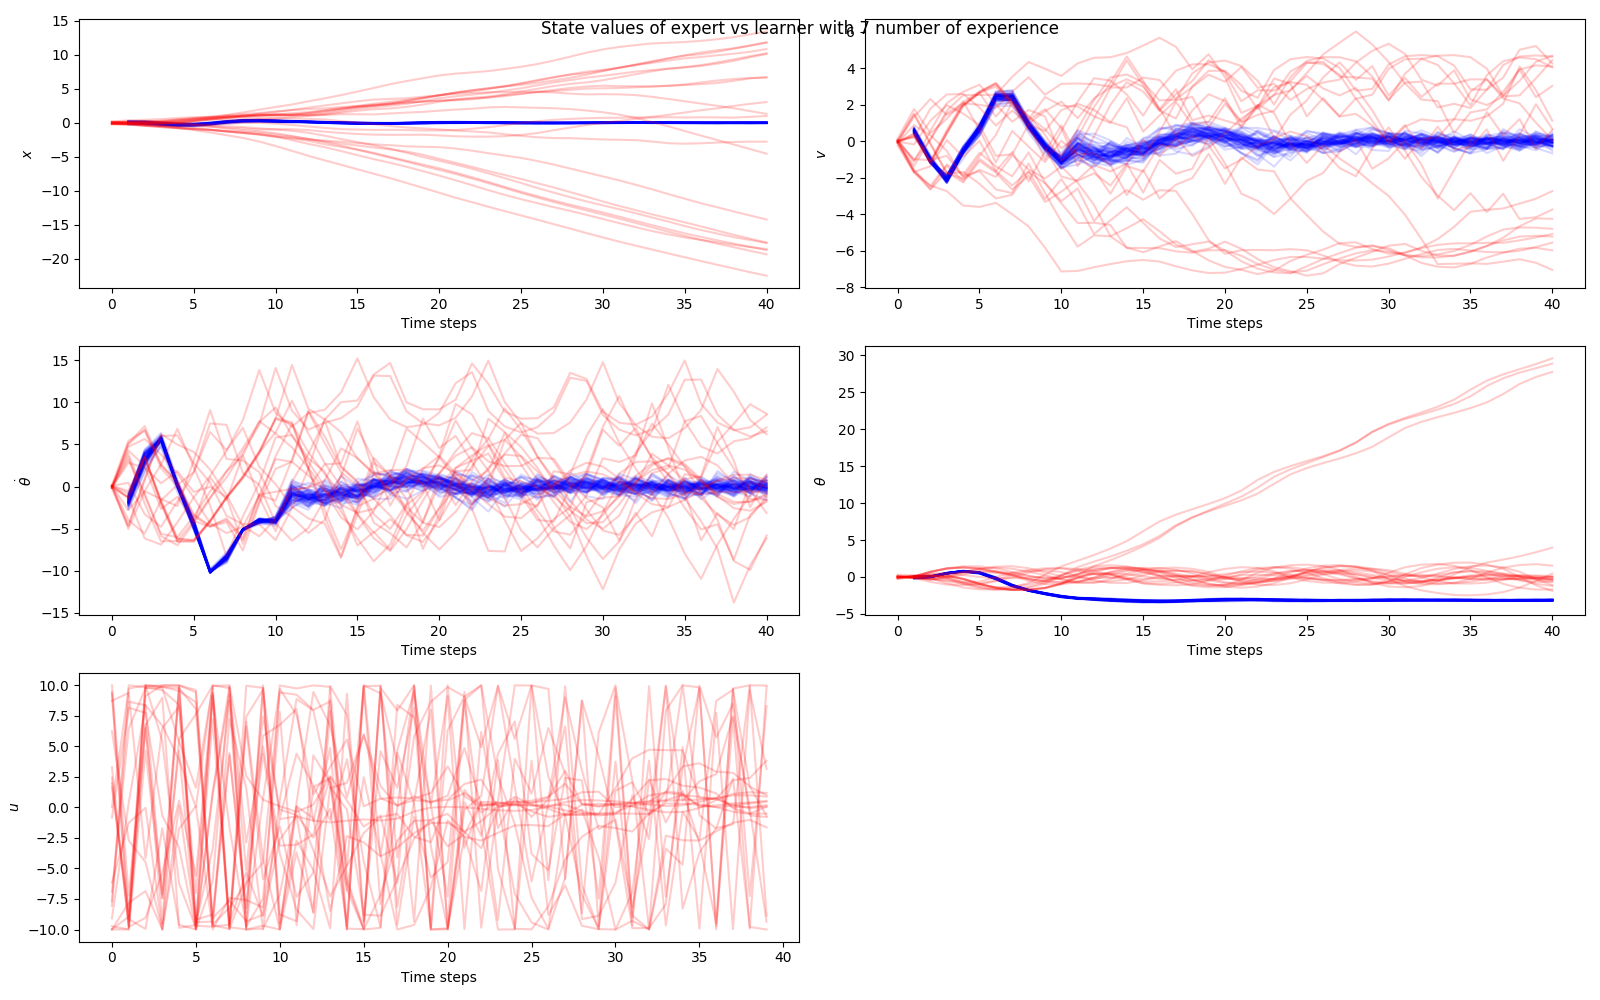 State values of expert vs learner with 7 number of experience
15
10
5
0
−5
−10
−15
−20
x
0 5 10 15 20 25 30 35 40
Time steps
6
4
2
0
−2
−4
−6
−8
v
0 5 10 15 20 25 30 35 40
Time steps
15
10
5
0
−5
−10
−15
θ̇
0 5 10 15 20 25 30 35 40
Time steps
30
25
20
15
10
5
0
−5
θ
0 5 10 15 20 25 30 35 40
Time steps
10.0
7.5
5.0
2.5
0.0
−2.5
−5.0
−7.5
−10.0
u
0 5 10 15 20 25 30 35 40
Time steps